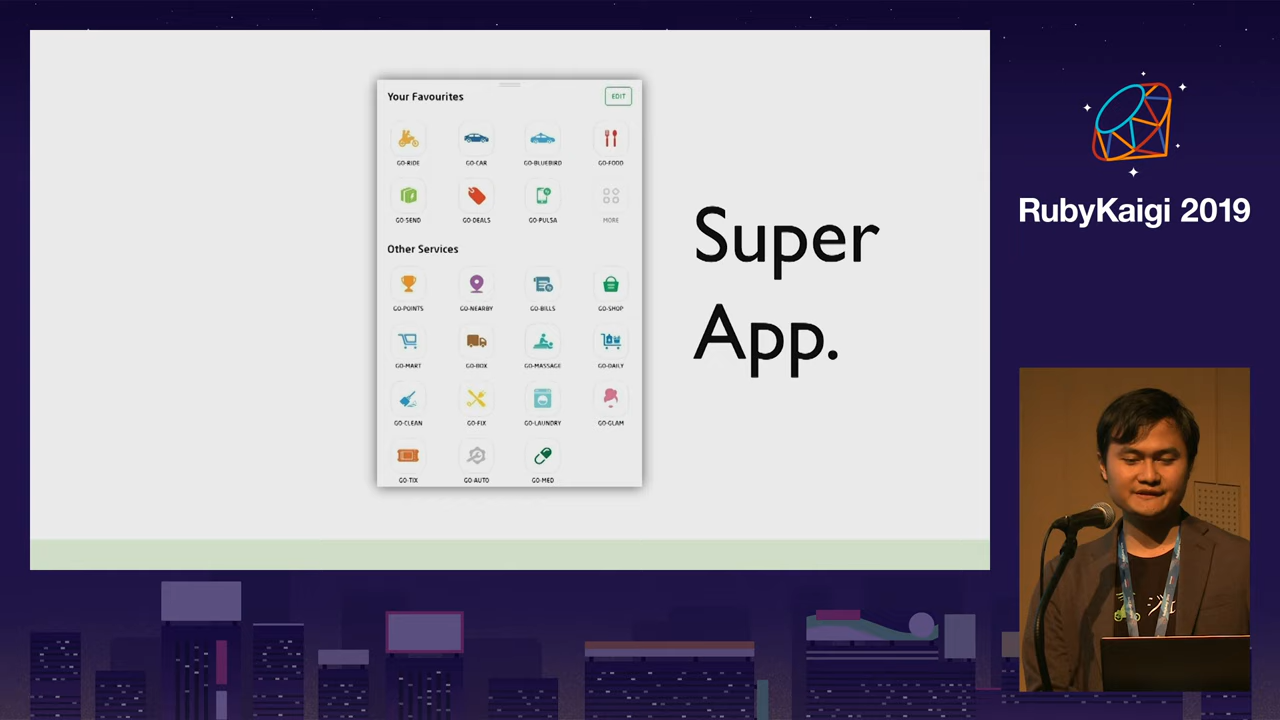 Your Favourites
EDIT
GO-RIDE
GO-CAR
GO-BLUEBIRD
GO-FOOD
GO-SEND
GO-DEALS
GO-PULSA
MORE
Other Services
GO-POINTS
GO-NEARBY
GO-BILLS
GO-SHOP
GO-MART
GO-BOX
GO-MASSAGE
GO-DAILY
GO-CLEAN
GO-FIX
GO-LAUNDRY
GO-GLAM
GO-TIX
GO-AUTO
GO-MED
Super
App.
RubyKaigi 2019